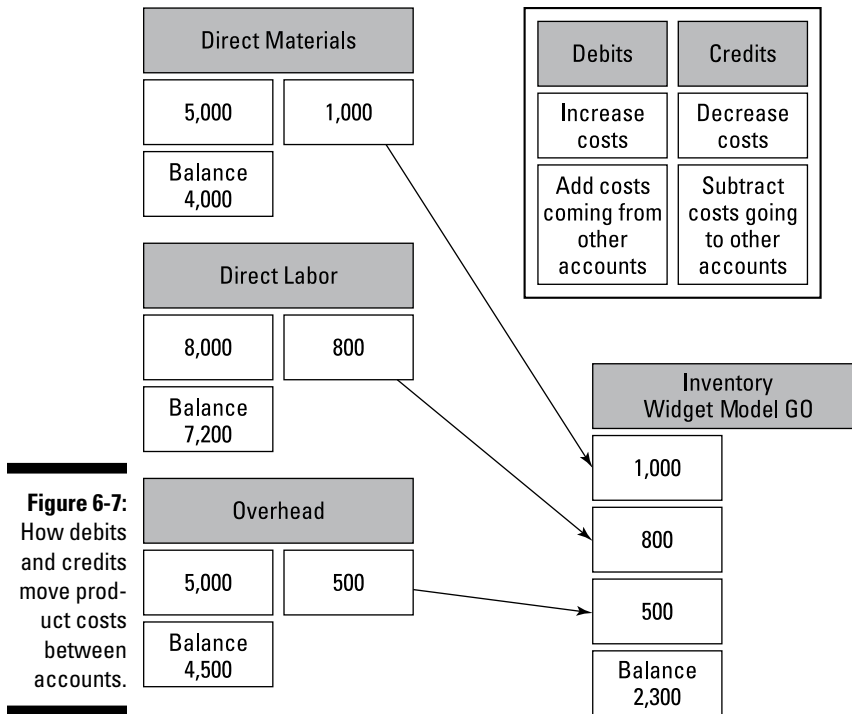 Direct Materials
5,000
1,000
Balance
4,000
Debits
Credits
Increase
costs
Decrease
costs
Add costs
coming from
other
accounts
Subtract
costs going
to other
accounts
Direct Labor
8,000
800
Balance
7,200
Inventory
Widget Model GO
1,000
800
500
Balance
2,300
Overhead
5,000
500
Balance
4,500
Figure 6-7:
How debits
and credits
move prod-
uct costs
between
accounts.